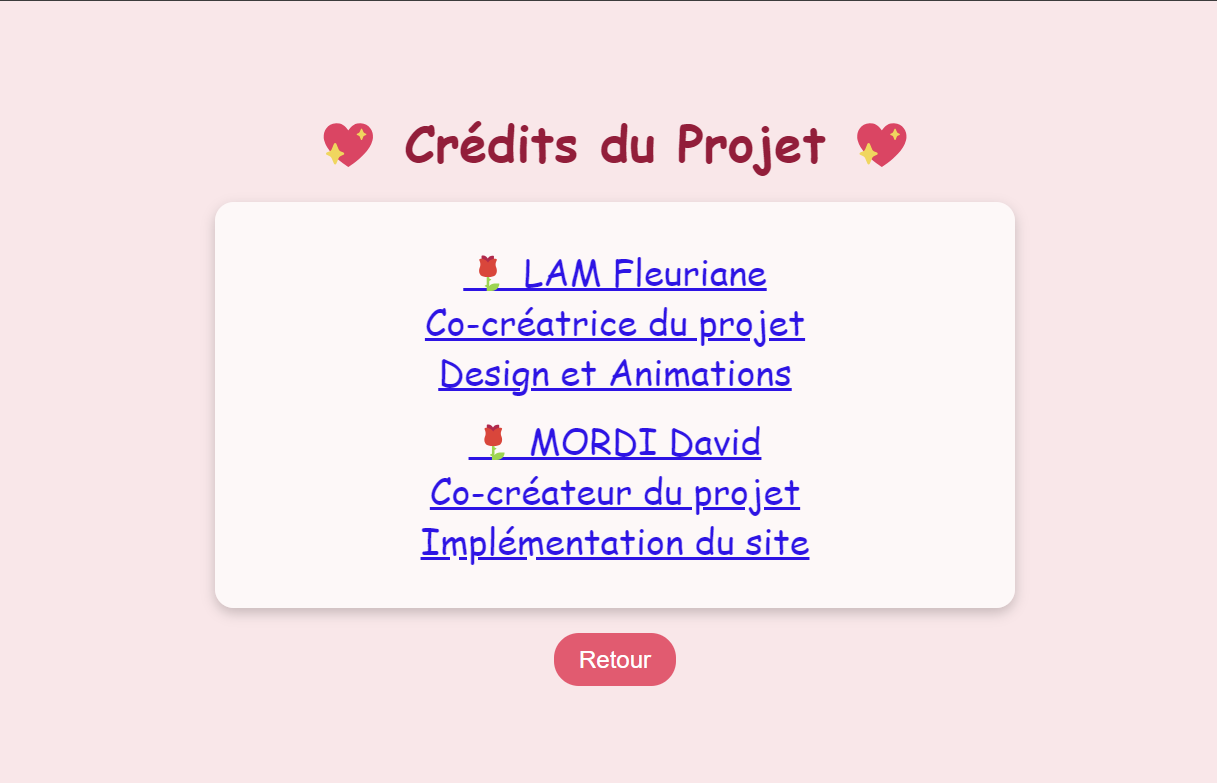 💖 Crédits du Projet 💖
🌹 LAM Fleuriane
Co-créatrice du projet
Design et Animations
🌹 MORDI David
Co-créateur du projet
Implémentation du site
Retour